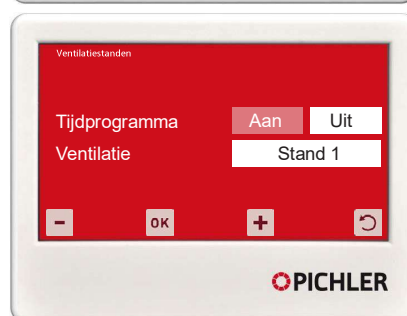 Ventilatiestanden
Tijdprogramma Aan Uit
Ventilatie Stand 1
- OK +
PICHLER